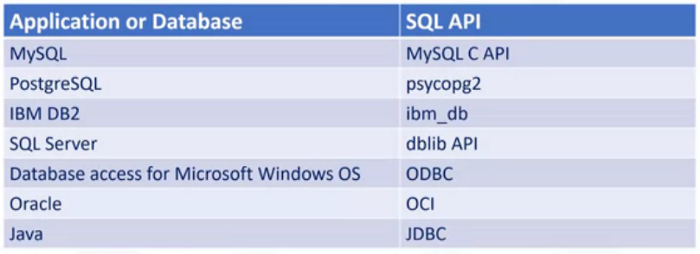 Application or Database SQL API
MySQL MySQL C API
PostgreSQL psycopg2
IBM DB2 ibm_db
SQL Server dblib API
Database access for Microsoft Windows OS ODBC
Oracle OCI
Java JDBC